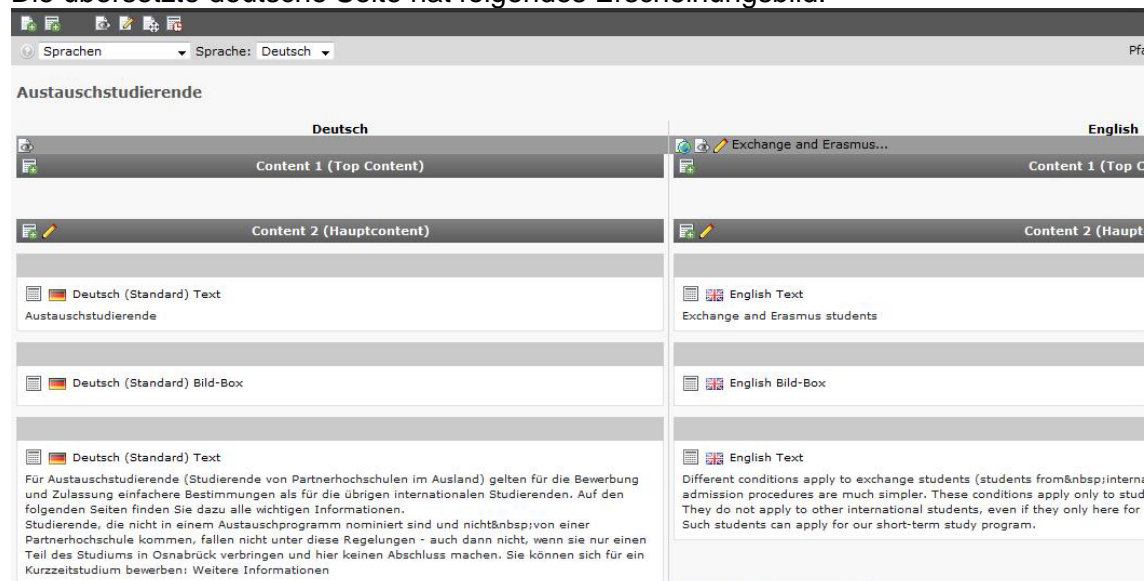 Die übersetzte deutsche Seite hat folgendes Erscheinungsbild:
Sprachen Sprache: Deutsch
Austauschstudierende
Deutsch
Content 1 (Top Content)
Content 2 (Hauptcontent)
Deutsch (Standard) Text
Austauschstudierende
Deutsch (Standard) Bild-Box
Deutsch (Standard) Text
Für Austauschstudierende (Studierende von Partnerhochschulen im Ausland) gelten für die Bewerbung
und Zulassung einfachere Bestimmungen als für die übrigen internationalen Studierenden. Auf den
folgenden Seiten finden Sie dazu alle wichtigen Informationen.
Studierende, die nicht in einem Austauschprogramm nominiert sind und nicht&nbsp;von einer
Partnerhochschule kommen, fallen nicht unter diese Regelungen - auch dann nicht, wenn sie nur einen
Teil des Studiums in Osnabrück verbringen und hier keinen Abschluss machen. Sie können sich für ein
Kurzzeitstudium bewerben: Weitere Informationen
English
Exchange and Erasmus...
Content 1 (Top C
Content 2 (Haupt
English Text
Exchange and Erasmus students
English Bild-Box
English Text
Different conditions apply to exchange students (students from&nbsp;interna
admission procedures are much simpler. These conditions apply only to stud
They do not apply to other international students, even if they only here for
Such students can apply for our short-term study program.